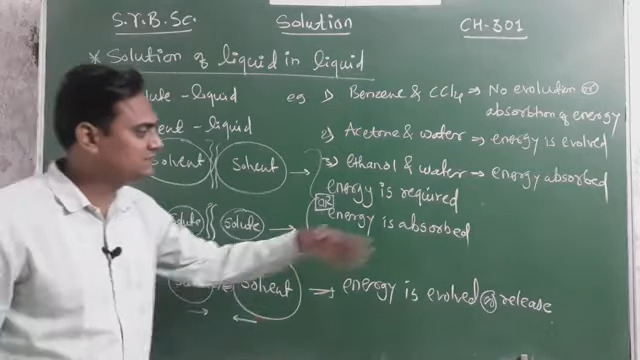 S.Y.B.Sc. Solution CH-301
* Solution of liquid in liquid
lute - liquid
ent - liquid
eg. 1) Benzene & CCl4 → No evolution or
absorbtion of energy
2) Acetone & water → energy is evolved
3) Ethanol & water → energy absorbed
Solvent Solvent → energy is required
OR
Solute Solute → energy is absorbed
Solute Solvent → energy is evolved or release